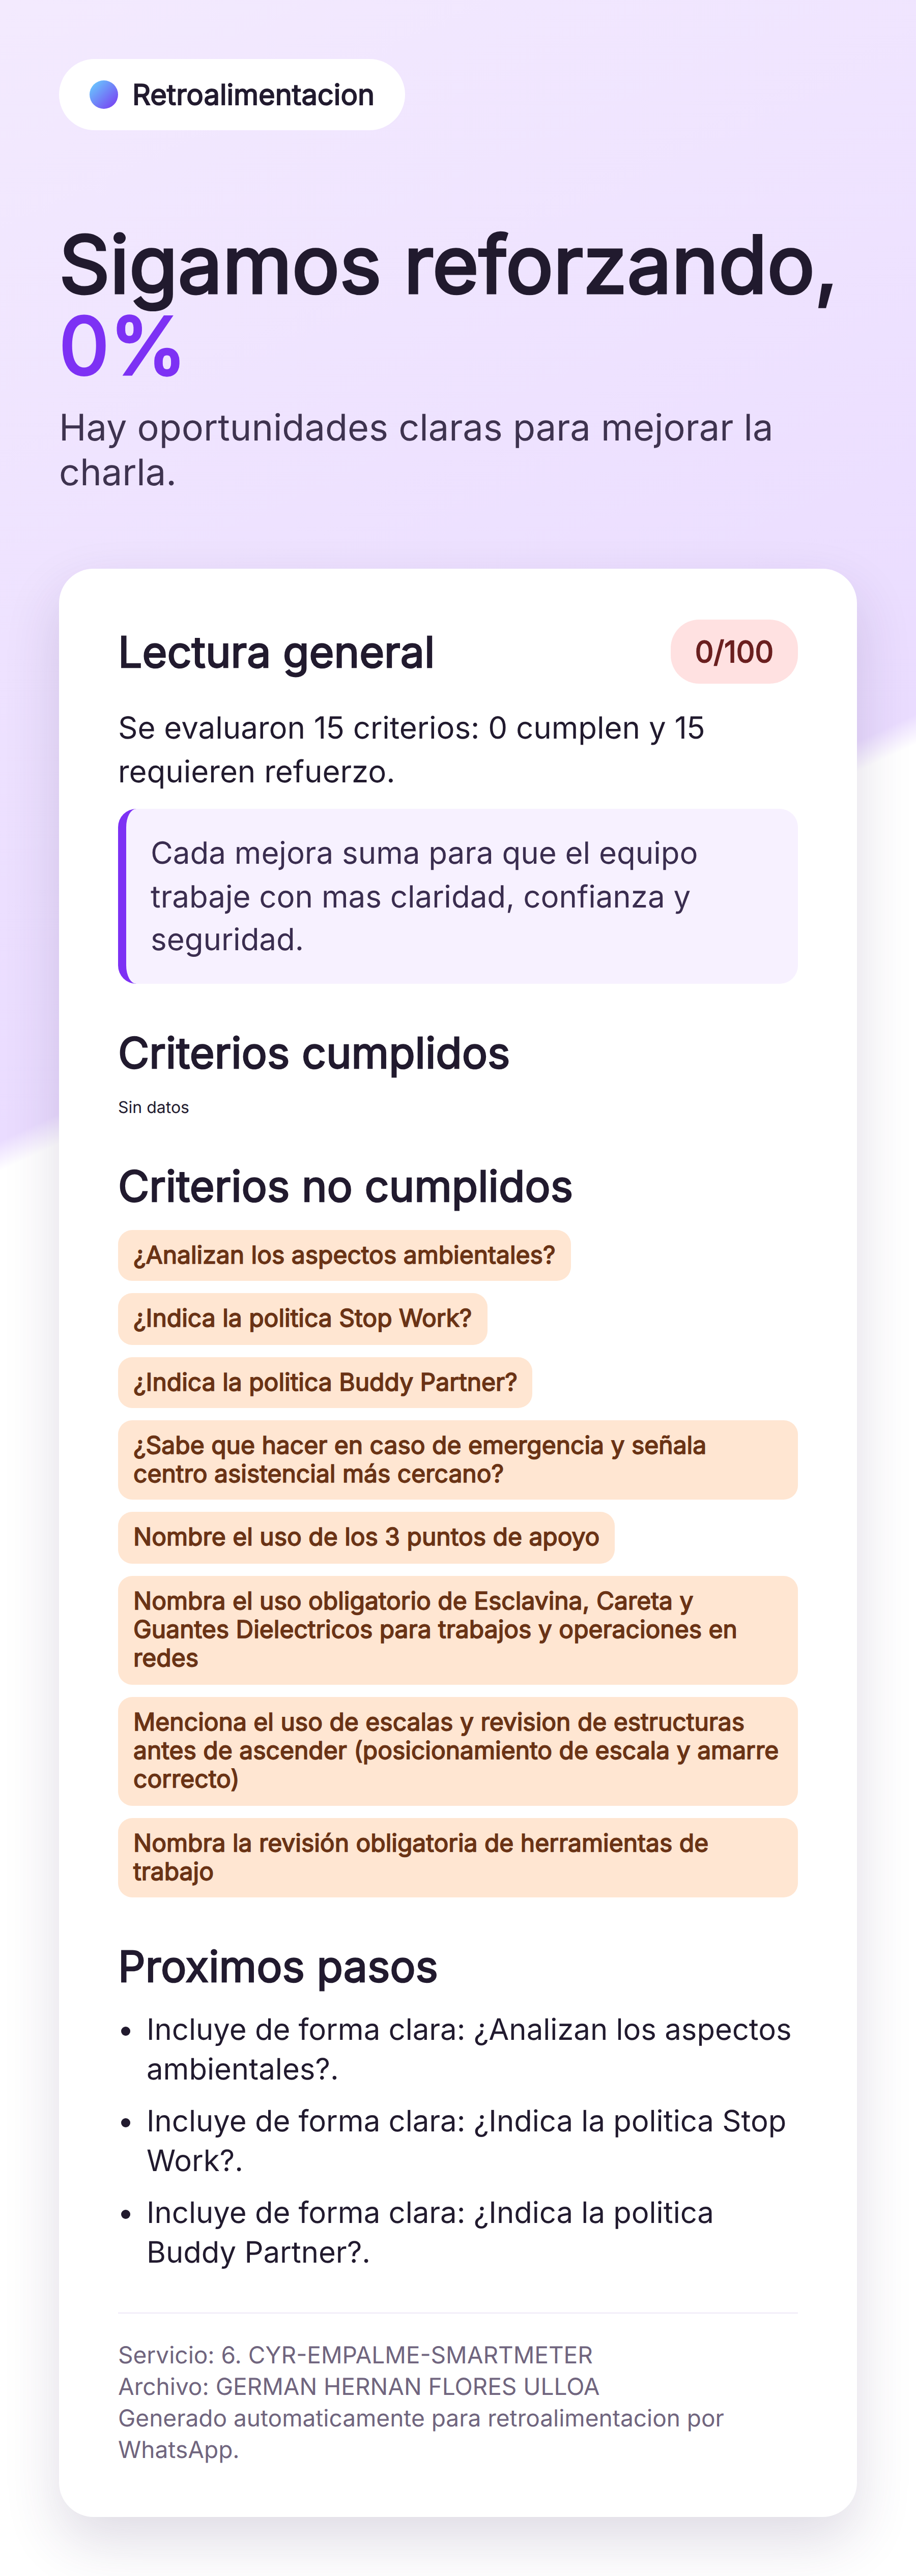 Retroalimentacion
Sigamos reforzando,
0%
Hay oportunidades claras para mejorar la
charla.
Lectura general
0/100
Se evaluaron 15 criterios: 0 cumplen y 15
requieren refuerzo.
Cada mejora suma para que el equipo
trabaje con mas claridad, confianza y
seguridad.
Criterios cumplidos
Sin datos
Criterios no cumplidos
¿Analizan los aspectos ambientales?
¿Indica la politica Stop Work?
¿Indica la politica Buddy Partner?
¿Sabe que hacer en caso de emergencia y señala
centro asistencial más cercano?
Nombre el uso de los 3 puntos de apoyo
Nombra el uso obligatorio de Esclavina, Careta y
Guantes Dielectricos para trabajos y operaciones en
redes
Menciona el uso de escalas y revision de estructuras
antes de ascender (posicionamiento de escala y amarre
correcto)
Nombra la revisión obligatoria de herramientas de
trabajo
Proximos pasos
• Incluye de forma clara: ¿Analizan los aspectos
ambientales?.
• Incluye de forma clara: ¿Indica la politica Stop
Work?.
• Incluye de forma clara: ¿Indica la politica
Buddy Partner?.
Servicio: 6. CYR-EMPALME-SMARTMETER
Archivo: GERMAN HERNAN FLORES ULLOA
Generado automaticamente para retroalimentacion por
WhatsApp.